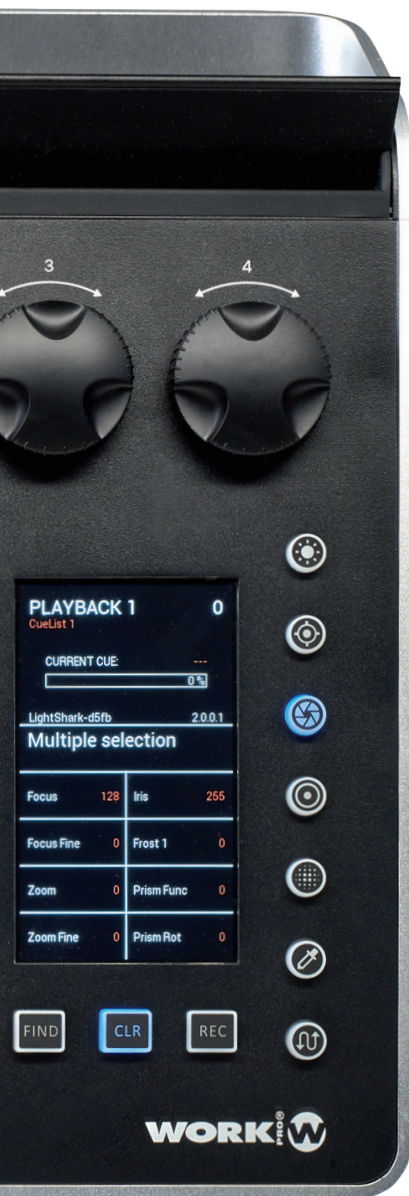 3 4
PLAYBACK 1 0
CueList 1
CURRENT CUE: ---
0 %
LightShark-d5fb 2.0.0.1
Multiple selection
Focus 128 Iris 255
Focus Fine 0 Frost 1 0
Zoom 0 Prism Func 0
Zoom Fine 0 Prism Rot 0
FIND CLR REC
WORK PRO® W